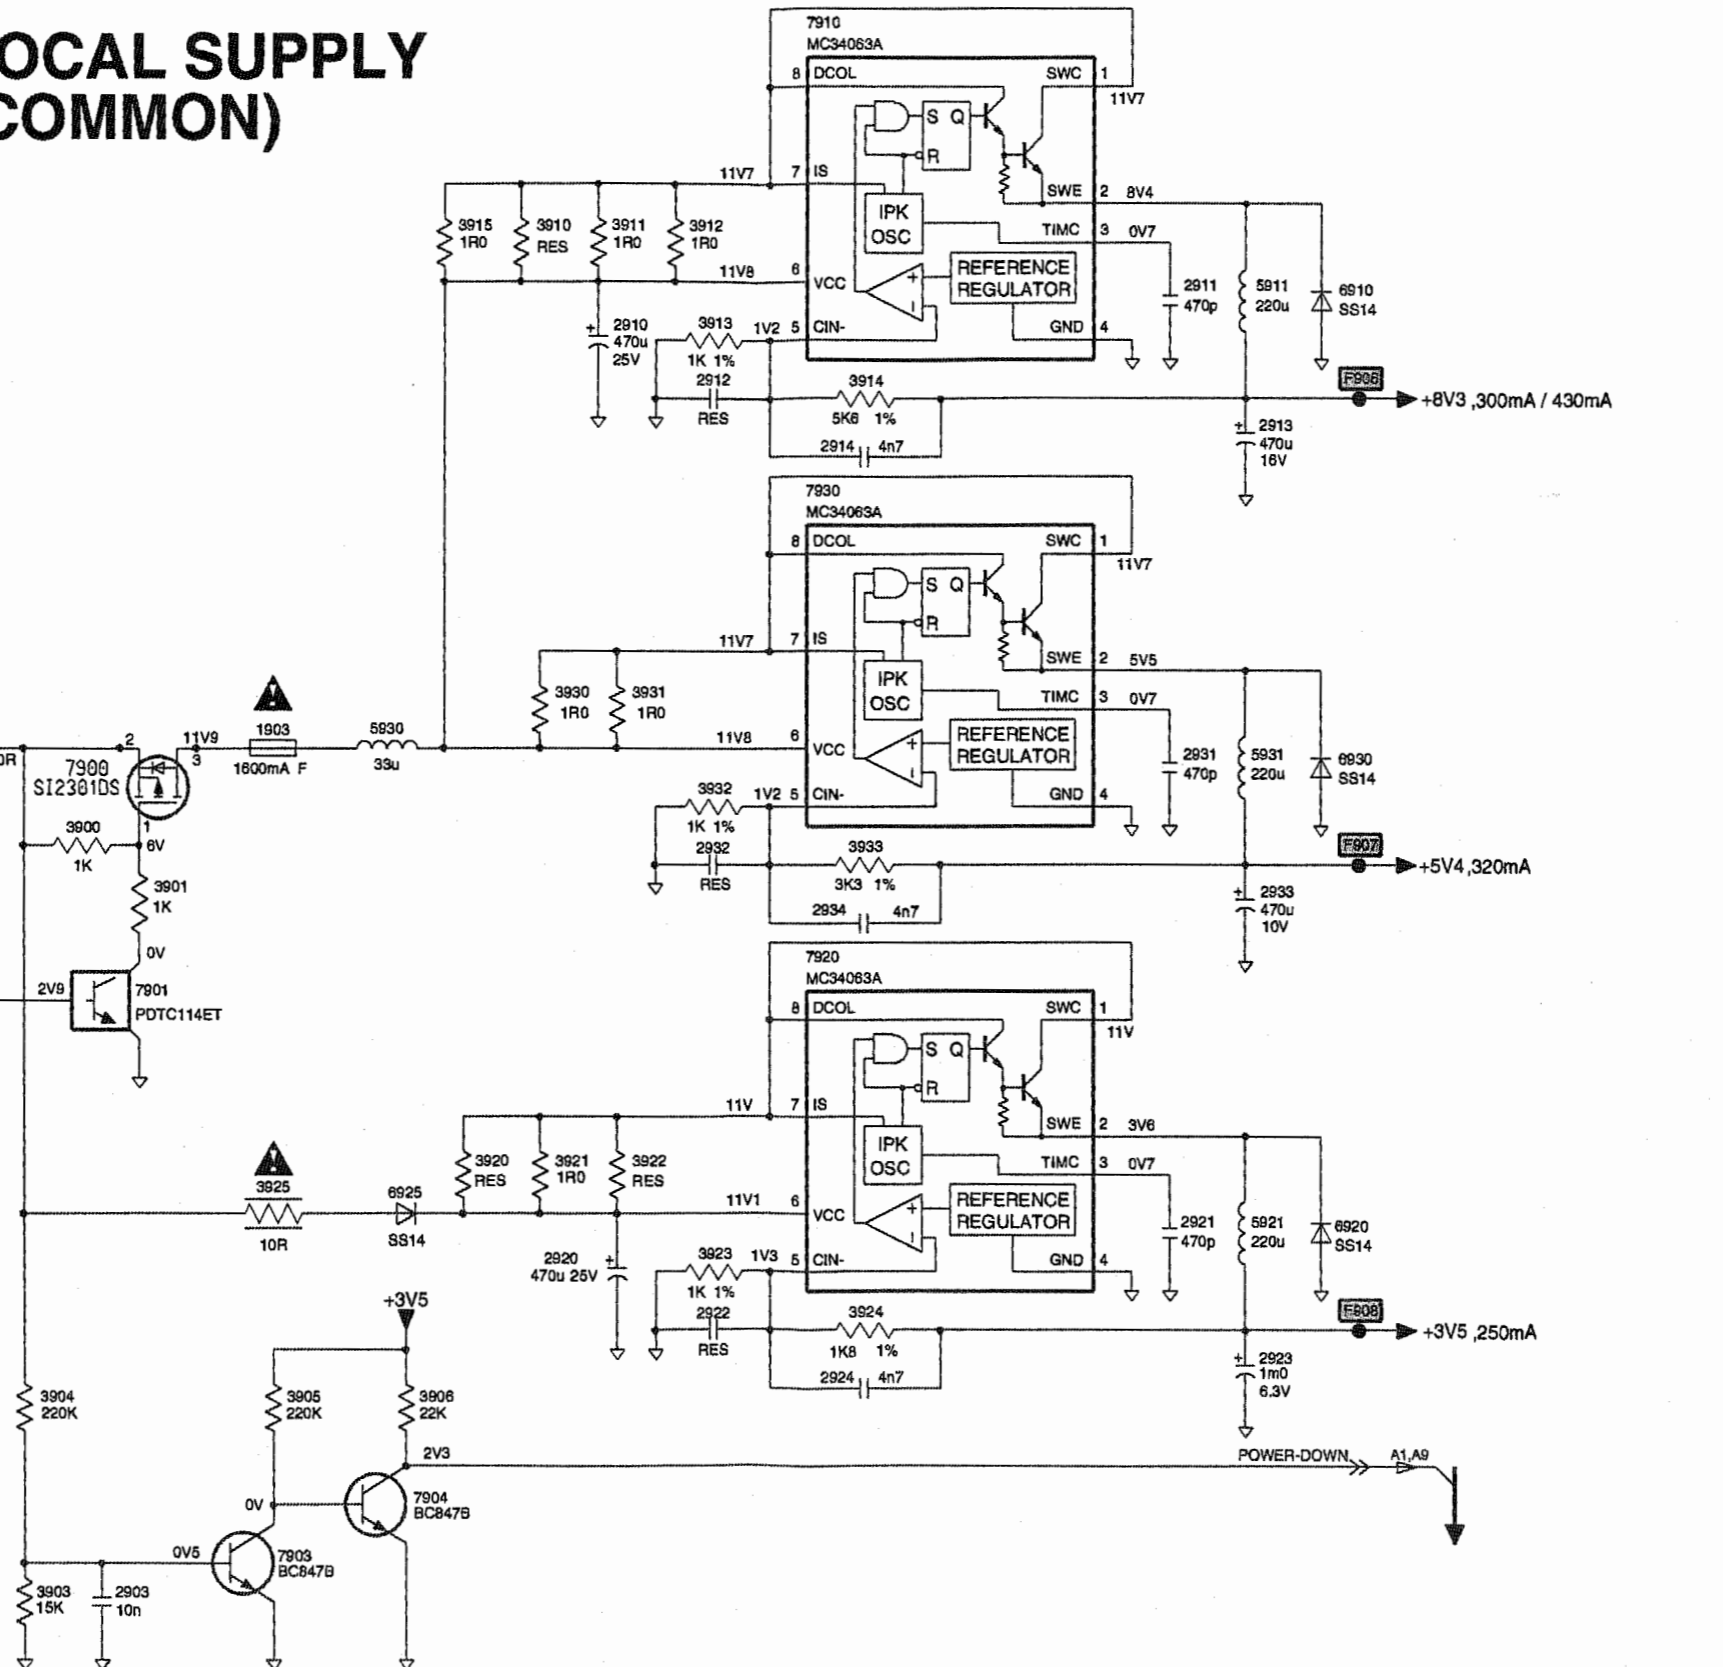 OCAL SUPPLY
COMMON)
7910
MC34063A
8 DCOL
SWC 1
11V7
S Q
R
11V7
7 IS
SWE 2 8V4
IPK
OSC
TIMC 3 0V7
3915
1R0
3910
RES
3911
1R0
3912
1R0
11V8
6
VCC
REFERENCE
REGULATOR
2911
470p
5911
220u
6910
SS14
2910
470u
25V
3913
1K 1%
1V2 5 CIN-
GND 4
2912
RES
3914
5K6 1%
2914 4n7
F906
+8V3 ,300mA / 430mA
2913
470u
16V
7930
MC34063A
8 DCOL
SWC 1
11V7
S Q
R
11V7
7 IS
SWE 2 5V5
IPK
OSC
TIMC 3 0V7
3930
1R0
3931
1R0
11V8
6
VCC
REFERENCE
REGULATOR
2931
470p
5931
220u
6930
SS14
0R
2
7900
SI2301DS
11V9
3
1903
1600mA F
5930
33u
1
6V
3900
1K
3901
1K
0V
2V9
7901
PDTC114ET
3932
1K 1%
1V2 5 CIN-
GND 4
2932
RES
3933
3K3 1%
2934 4n7
F907
+5V4,320mA
2933
470u
10V
7920
MC34063A
8 DCOL
SWC 1
11V
S Q
R
11V
7 IS
SWE 2 3V6
IPK
OSC
TIMC 3 0V7
3920
RES
3921
1R0
3922
RES
3925
10R
6925
SS14
11V1
6
VCC
REFERENCE
REGULATOR
2921
470p
5921
220u
6920
SS14
2920
470u 25V
3923
1K 1%
1V3 5 CIN-
GND 4
2922
RES
3924
1K8 1%
2924 4n7
F908
+3V5 ,250mA
2923
1m0
6.3V
+3V5
3904
220K
3905
220K
3906
22K
2V3
POWER-DOWN
A1,A9
0V
7904
BC847B
0V5
7903
BC847B
3903
15K
2903
10n